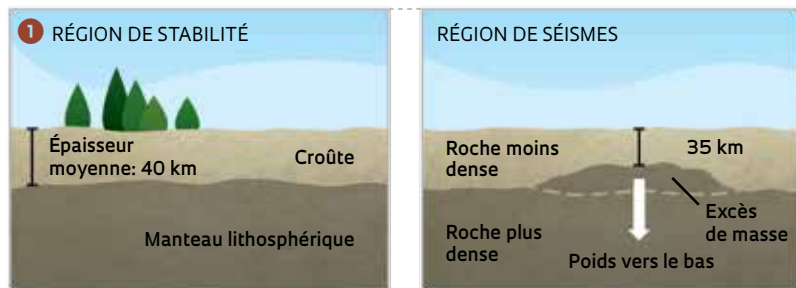 1 RÉGION DE STABILITÉ
Épaisseur
moyenne: 40 km
Croûte
Manteau lithosphérique
RÉGION DE SÉISMES
Roche moins
dense
35 km
Excès
de masse
Roche plus
dense
Poids vers le bas